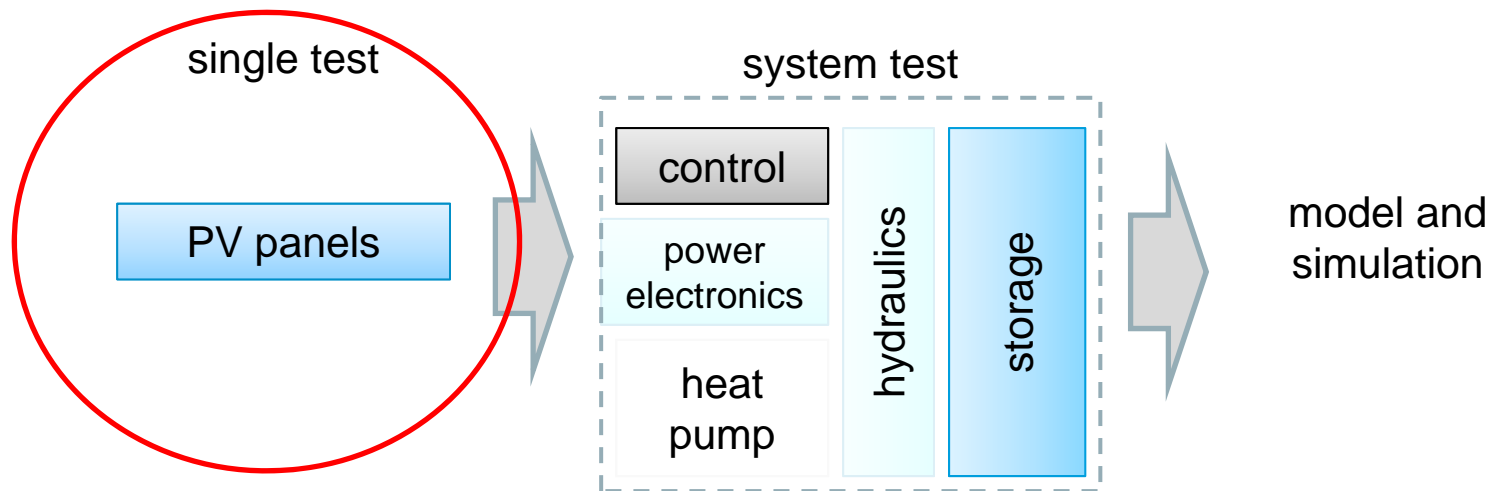 single test
PV panels
system test
control
power
electronics
heat
pump
hydraulics
storage
model and
simulation